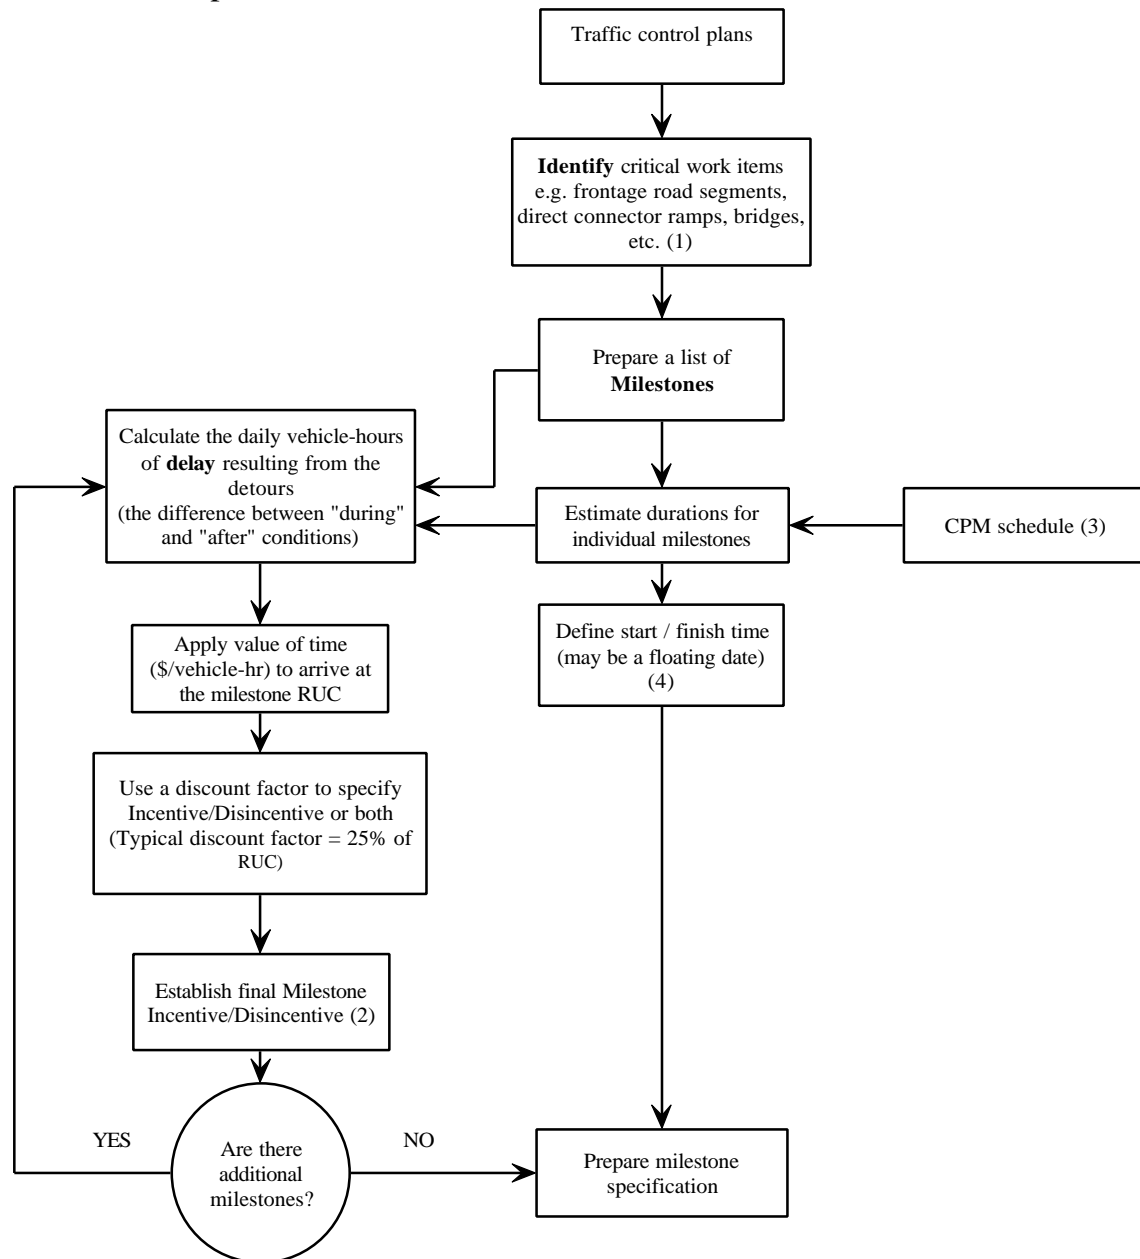 Traffic control plans
Identify critical work items
e.g. frontage road segments,
direct connector ramps, bridges,
etc. (1)
Prepare a list of
Milestones
Calculate the daily vehicle-hours
of delay resulting from the
detours
(the difference between "during"
and "after" conditions)
Estimate durations for
individual milestones
CPM schedule (3)
Apply value of time
($/vehicle-hr) to arrive at
the milestone RUC
Define start / finish time
(may be a floating date)
(4)
Use a discount factor to specify
Incentive/Disincentive or both
(Typical discount factor = 25% of
RUC)
Establish final Milestone
Incentive/Disincentive (2)
YES
NO
Are there
additional
milestones?
Prepare milestone
specification